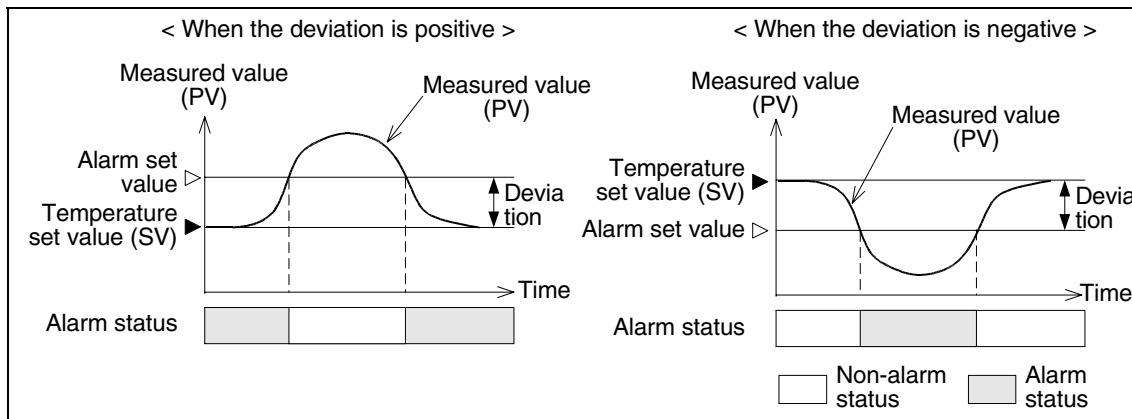 < When the deviation is positive >
Measured value
(PV)
Measured value
(PV)
Alarm set
value
Temperature
set value (SV)
Devia
tion
Time
Alarm status
< When the deviation is negative >
Measured value
(PV)
Measured value
(PV)
Temperature
set value (SV)
Alarm set value
Devia
tion
Time
Alarm status
Non-alarm
status
Alarm
status